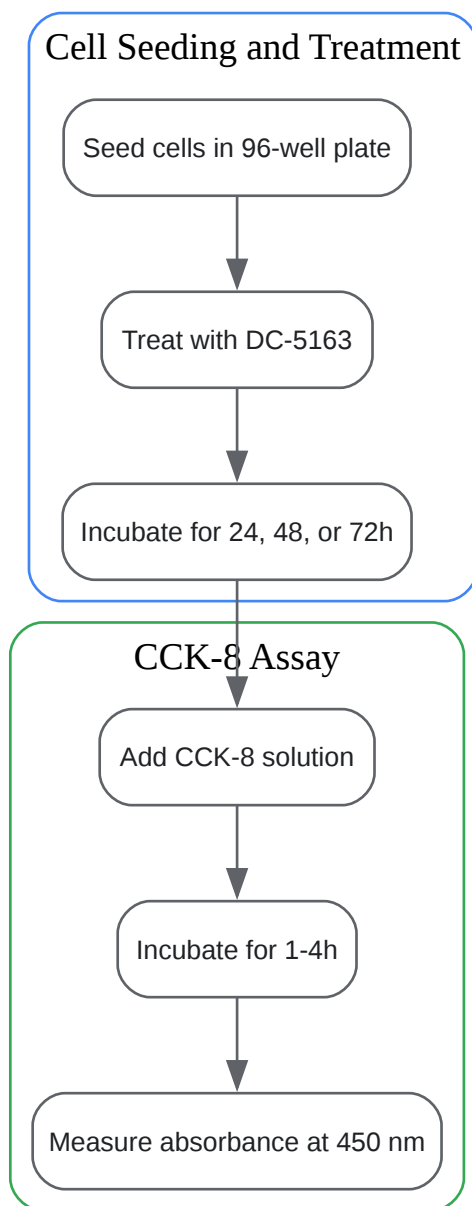 Cell Seeding and Treatment
Seed cells in 96-well plate
Treat with DC-5163
Incubate for 24, 48, or 72h
CCK-8 Assay
Add CCK-8 solution
Incubate for 1-4h
Measure absorbance at 450 nm